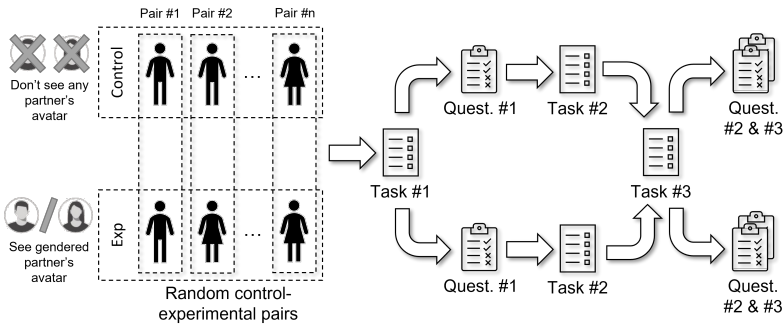 Pair #1
Pair #2
Pair #n
Control
Don't see any
partner's
avatar
...
Exp
See gendered
partner's
avatar
...
Random control-
experimental pairs
Task #1
Quest. #1
Task #2
Quest. #1
Task #2
Task #3
Quest.
#2 & #3
Quest.
#2 & #3